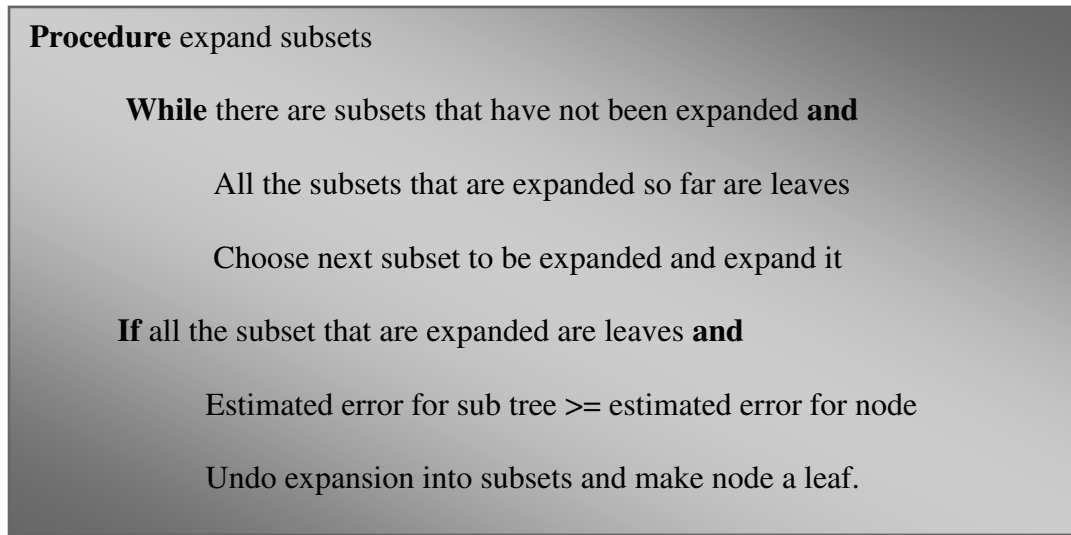 Procedure expand subsets
While there are subsets that have not been expanded and
All the subsets that are expanded so far are leaves
Choose next subset to be expanded and expand it
If all the subset that are expanded are leaves and
Estimated error for sub tree >= estimated error for node
Undo expansion into subsets and make node a leaf.